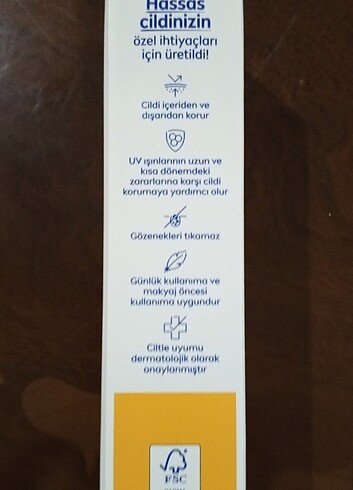 Hassas
cildinizin
özel ihtiyaçları
için üretildi!
Cildi içeriden ve
dışarıdan korur
UV ışınlarının uzun ve
kısa dönemdeki
zararlarına karşı cildi
korumaya yardımcı olur
Gözenekleri tıkamaz
Günlük kullanıma ve
makyaj öncesi
kullanıma uygundur
Ciltle uyumu
dermatolojik olarak
onaylanmıştır
FSC